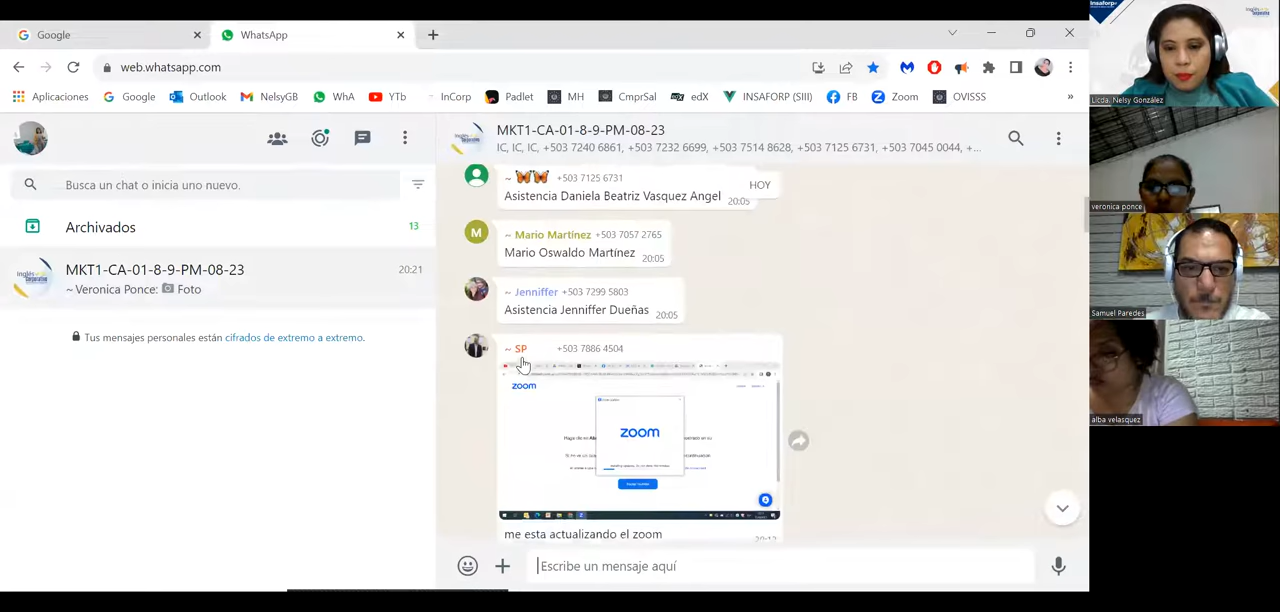 Google
WhatsApp
web.whatsapp.com
Aplicaciones
Google
Outlook
NelsyGB
WhA
YTb
InCorp
Padlet
MH
CmprSal
edX
INSAFORP (SIII)
FB
Zoom
OVISSS
»
Busca un chat o inicia uno nuevo.
Archivados
13
MKT1-CA-01-8-9-PM-08-23
20:21
~ Veronica Ponce: Foto
Tus mensajes personales están cifrados de extremo a extremo.
MKT1-CA-01-8-9-PM-08-23
IC, IC, IC, +503 7240 6861, +503 7232 6699, +503 7514 8628, +503 7125 6731, +503 7045 0044, +...
HOY
~ 🦋🦋 +503 7125 6731
Asistencia Daniela Beatriz Vasquez Angel
20:05
M
~ Mario Martínez +503 7057 2765
Mario Oswaldo Martínez
20:05
~ Jenniffer +503 7299 5803
Asistencia Jenniffer Dueñas
20:05
~ SP +503 7886 4504
zoom
zoom
me esta actualizando el zoom
Escribe un mensaje aquí
Insaforp
Licda. Nelsy González
veronica ponce
Samuel Paredes
alba velasquez